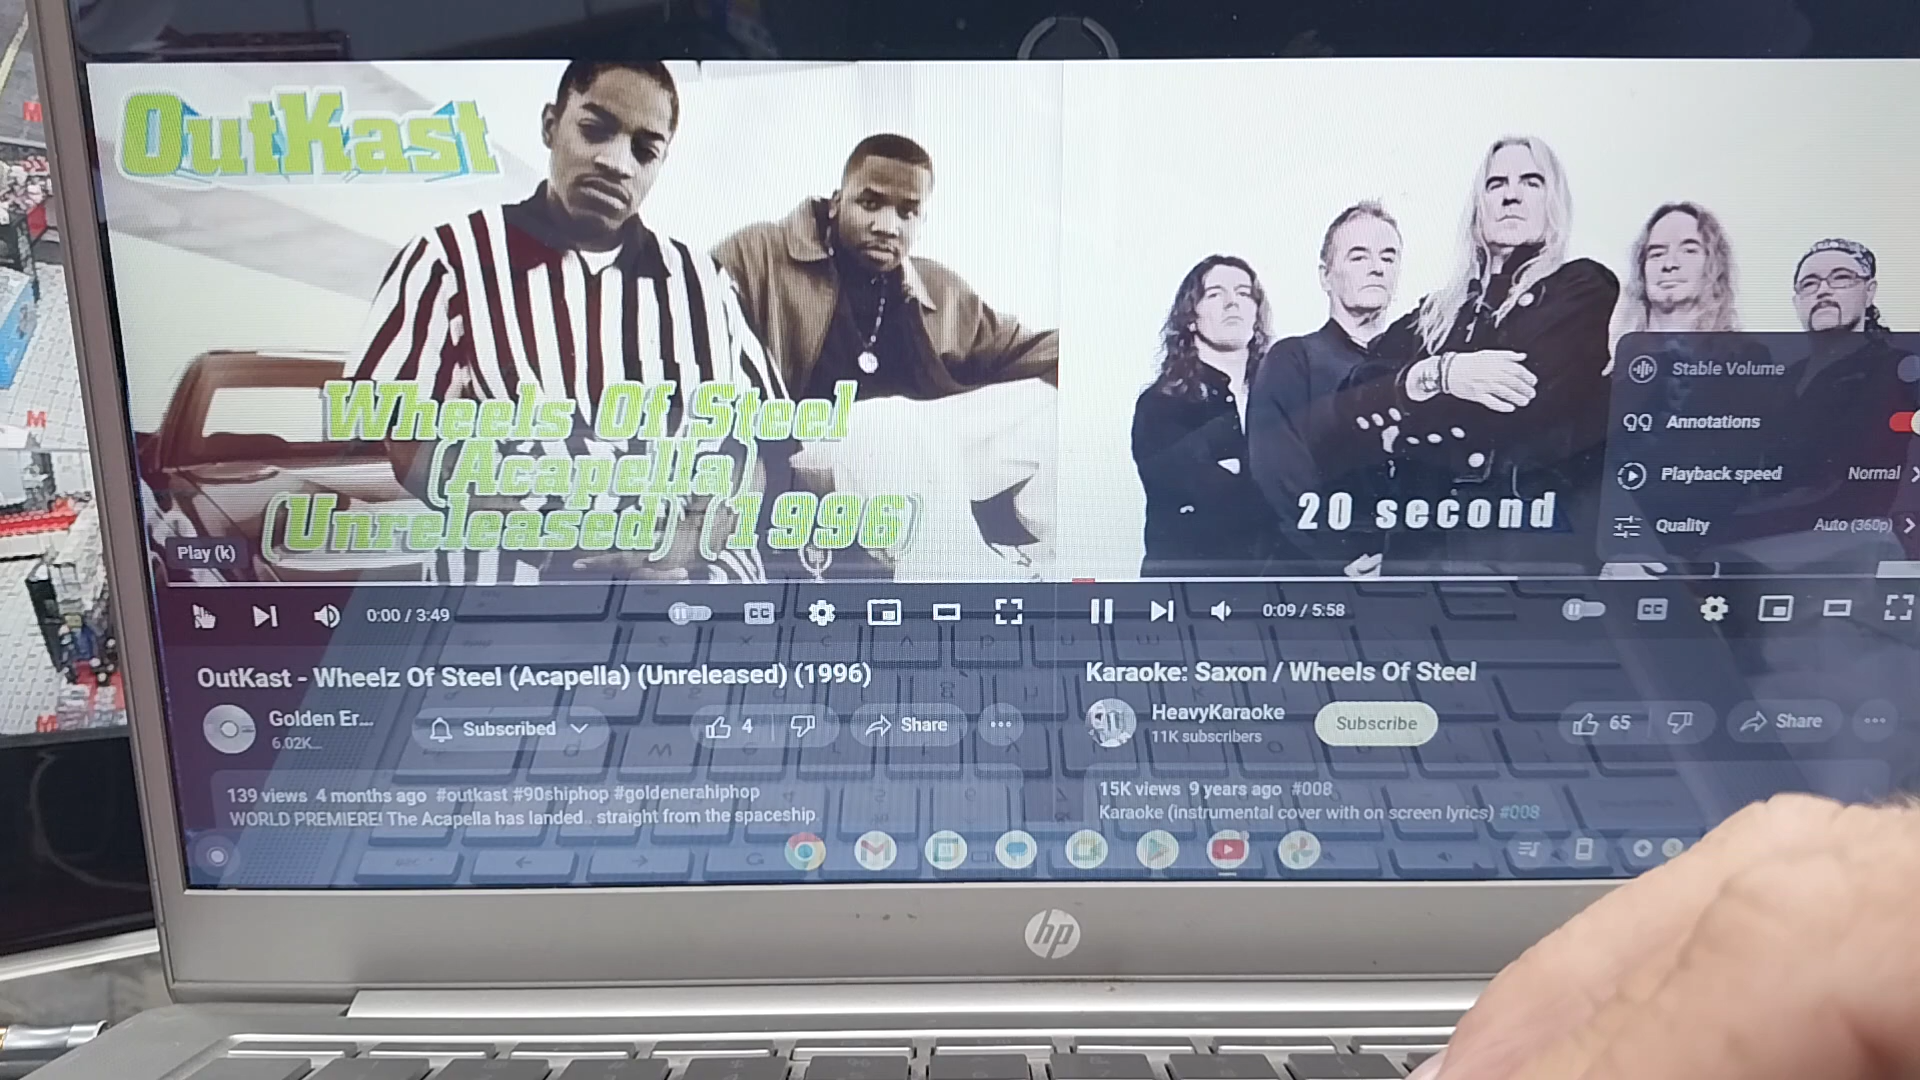 OutKast
Wheels Of Steel
(Acapella)
(Unreleased) (1996)
Play (k)
0:00 / 3:49
CC
OutKast - Wheelz Of Steel (Acapella) (Unreleased) (1996)
Golden Er...
6.02K...
Subscribed
4
Share
139 views 4 months ago #outkast #90shiphop #goldenerahiphop
WORLD PREMIERE! The Acapella has landed.. straight from the spaceship
20 second
Stable Volume
Annotations
Playback speed Normal
Quality Auto (360p)
0:09 / 5:58
CC
Karaoke: Saxon / Wheels Of Steel
HeavyKaraoke
11K subscribers
Subscribe
65
Share
15K views 9 years ago #008
Karaoke (instrumental cover with on screen lyrics) #008
hp